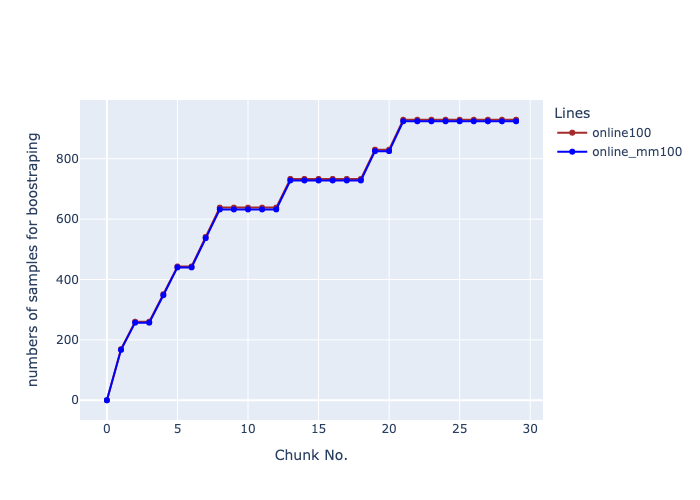 Lines
online100
online_mm100
numbers of samples for boostraping
800
600
400
200
0
0 5 10 15 20 25 30
Chunk No.